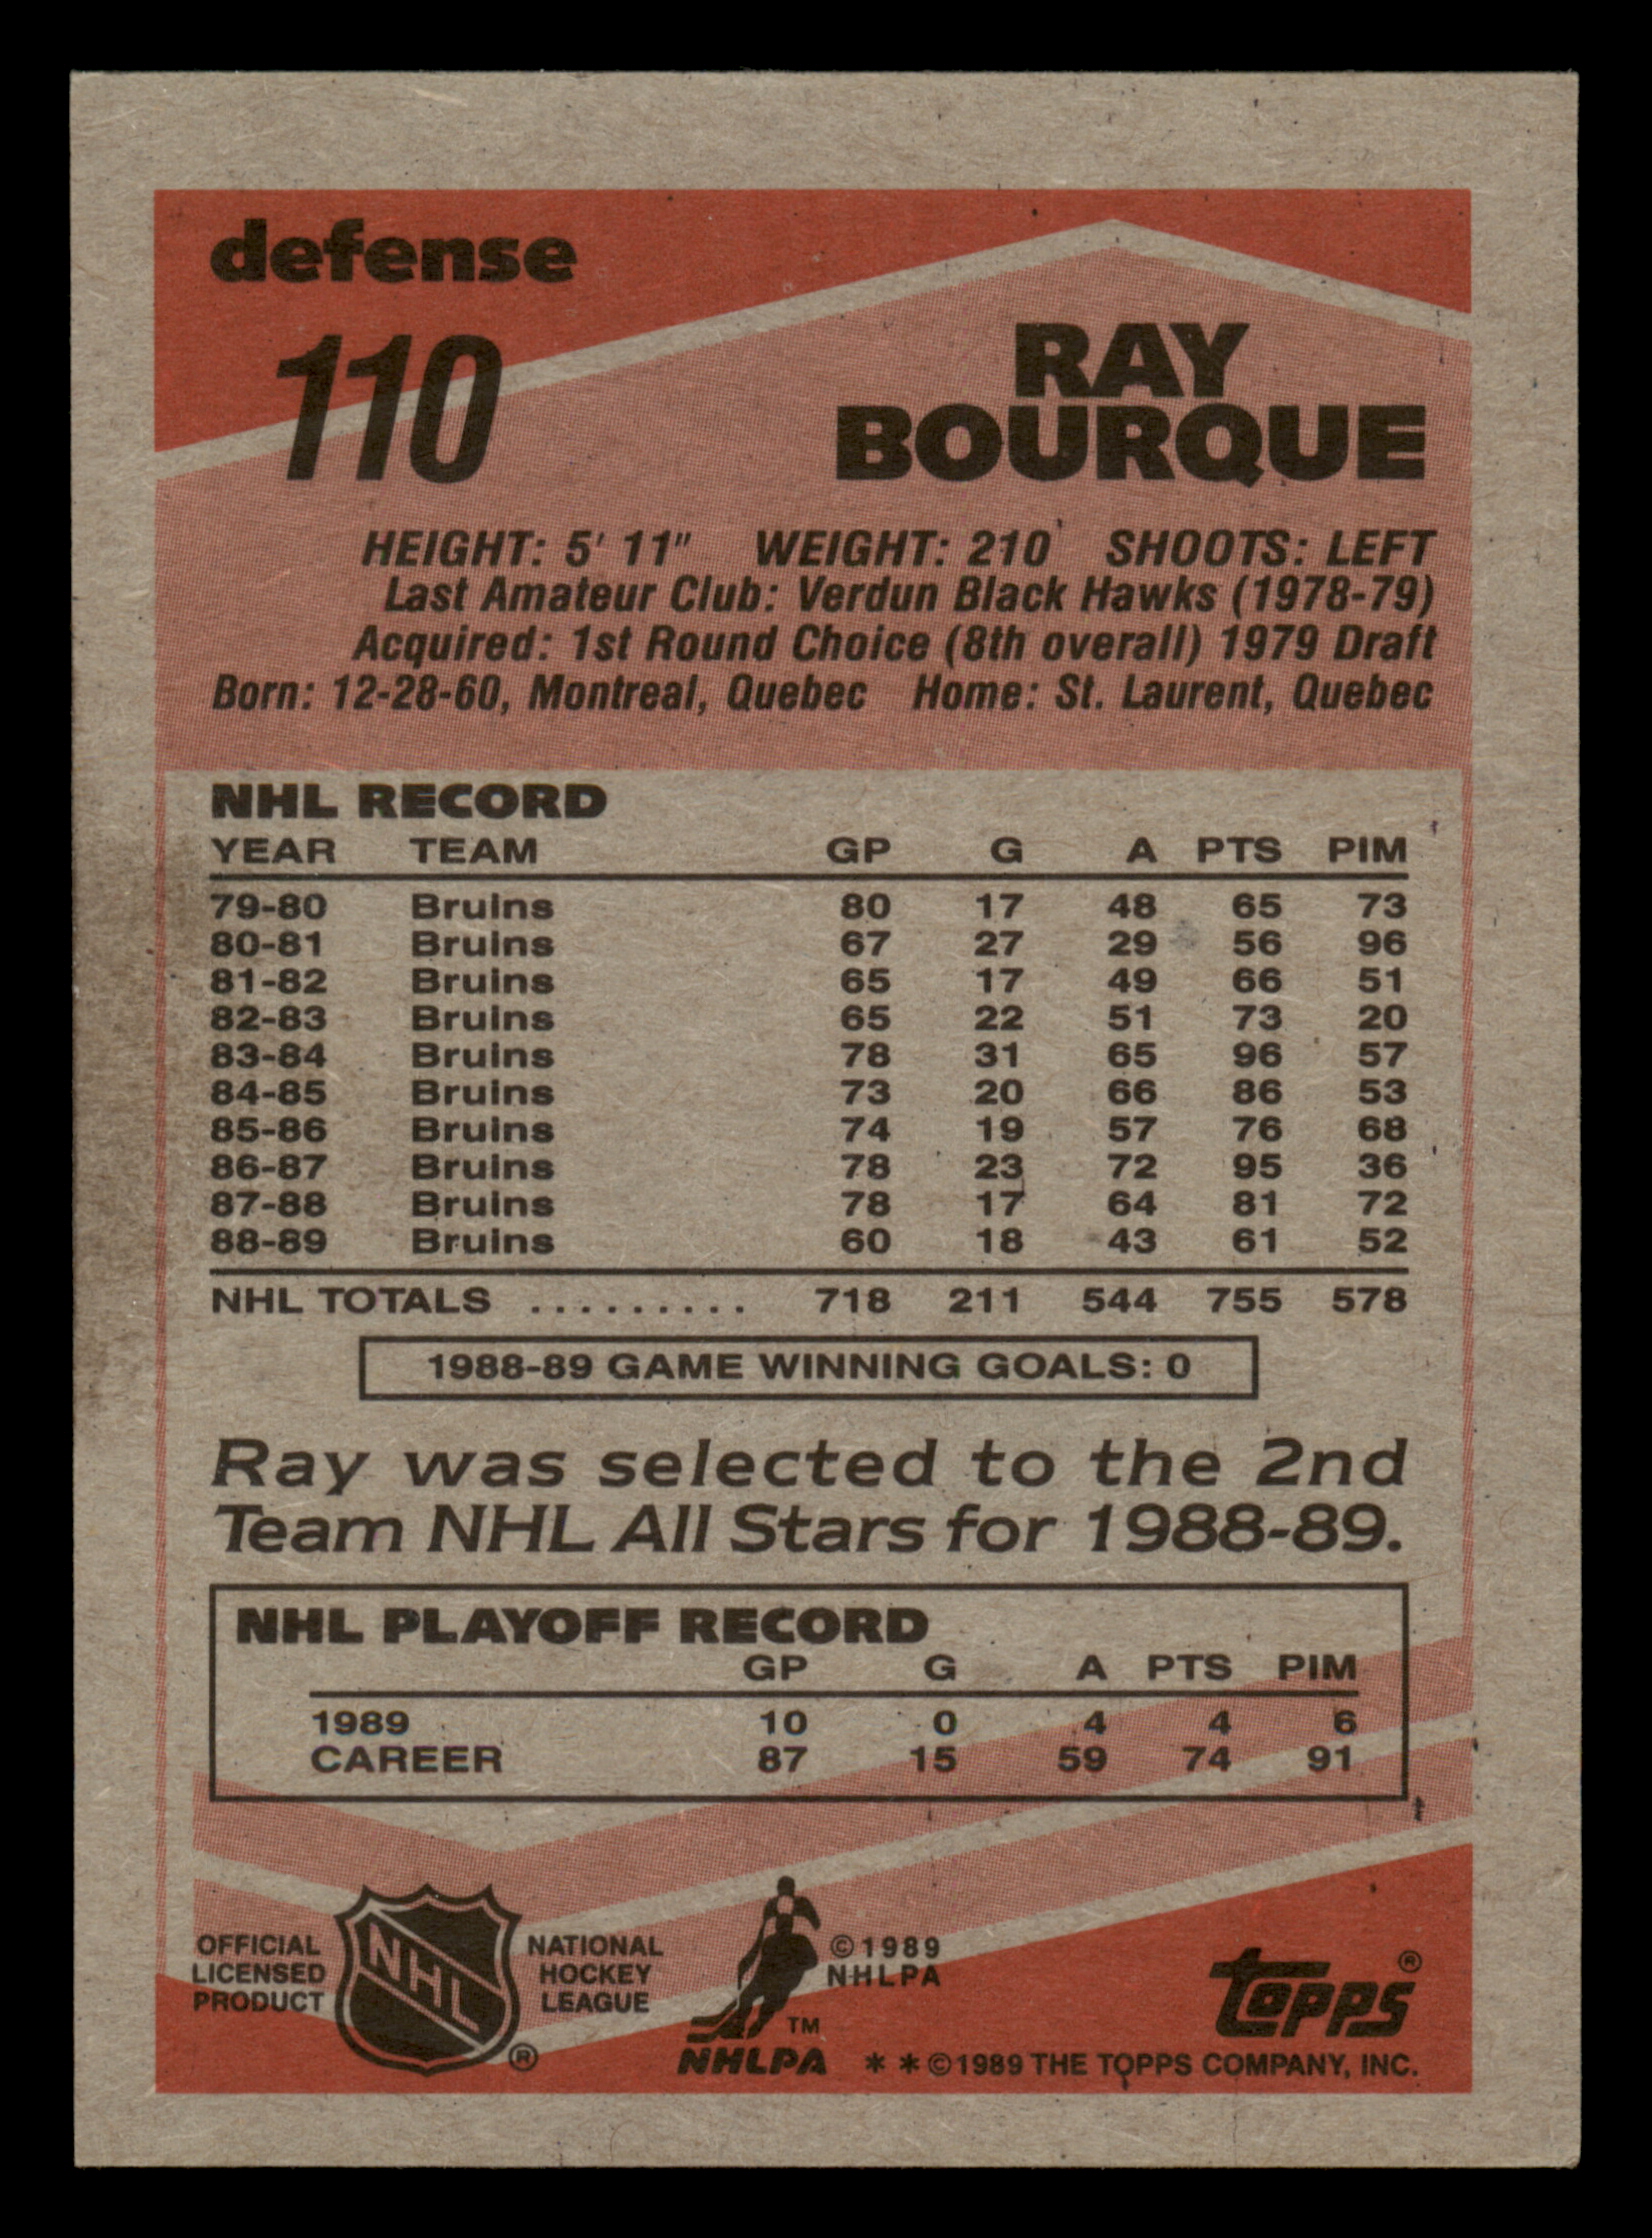 defense
110
RAY
BOURQUE
HEIGHT: 5' 11" WEIGHT: 210 SHOOTS: LEFT
Last Amateur Club: Verdun Black Hawks (1978-79)
Acquired: 1st Round Choice (8th overall) 1979 Draft
Born: 12-28-60, Montreal, Quebec Home: St. Laurent, Quebec
NHL RECORD
YEAR TEAM GP G A PTS PIM
79-80 Bruins 80 17 48 65 73
80-81 Bruins 67 27 29 56 96
81-82 Bruins 65 17 49 66 51
82-83 Bruins 65 22 51 73 20
83-84 Bruins 78 31 65 96 57
84-85 Bruins 73 20 66 86 53
85-86 Bruins 74 19 57 76 68
86-87 Bruins 78 23 72 95 36
87-88 Bruins 78 17 64 81 72
88-89 Bruins 60 18 43 61 52
NHL TOTALS ......... 718 211 544 755 578
1988-89 GAME WINNING GOALS: 0
Ray was selected to the 2nd
Team NHL All Stars for 1988-89.
NHL PLAYOFF RECORD
GP G A PTS PIM
1989 10 0 4 4 6
CAREER 87 15 59 74 91
OFFICIAL
LICENSED
PRODUCT
NHL
®
NATIONAL
HOCKEY
LEAGUE
TM
NHLPA
©1989
NHLPA
topps®
**©1989 THE TOPPS COMPANY, INC.